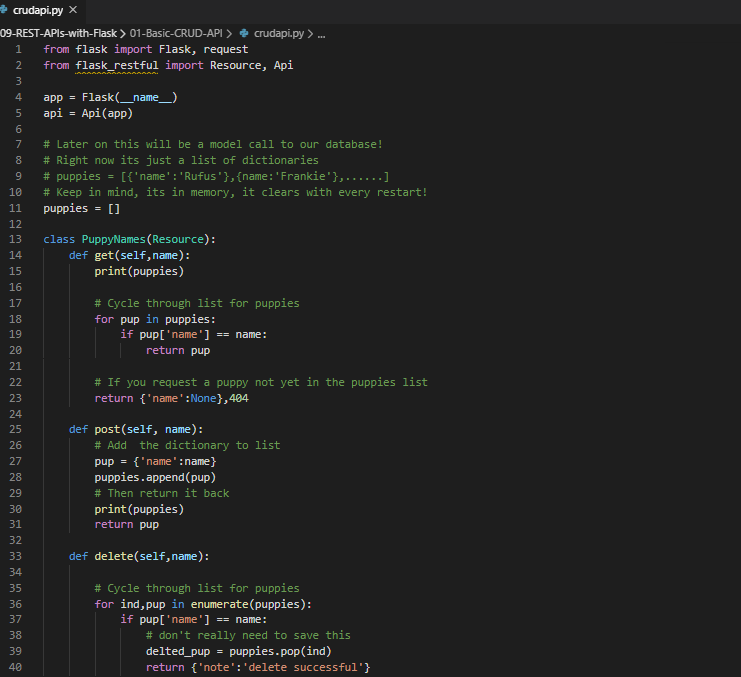 crudapi.py ×
09-REST-APIs-with-Flask > 01-Basic-CRUD-API > crudapi.py > ...
1 from flask import Flask, request
2 from flask_restful import Resource, Api
3
4 app = Flask(__name__)
5 api = Api(app)
6
7 # Later on this will be a model call to our database!
8 # Right now its just a list of dictionaries
9 # puppies = [{'name':'Rufus'},{name:'Frankie'},......]
10 # Keep in mind, its in memory, it clears with every restart!
11 puppies = []
12
13 class PuppyNames(Resource):
14     def get(self,name):
15         print(puppies)
16
17         # Cycle through list for puppies
18         for pup in puppies:
19             if pup['name'] == name:
20                 return pup
21
22         # If you request a puppy not yet in the puppies list
23         return {'name':None},404
24
25     def post(self, name):
26         # Add  the dictionary to list
27         pup = {'name':name}
28         puppies.append(pup)
29         # Then return it back
30         print(puppies)
31         return pup
32
33     def delete(self,name):
34
35         # Cycle through list for puppies
36         for ind,pup in enumerate(puppies):
37             if pup['name'] == name:
38                 # don't really need to save this
39                 delted_pup = puppies.pop(ind)
40                 return {'note':'delete successful'}